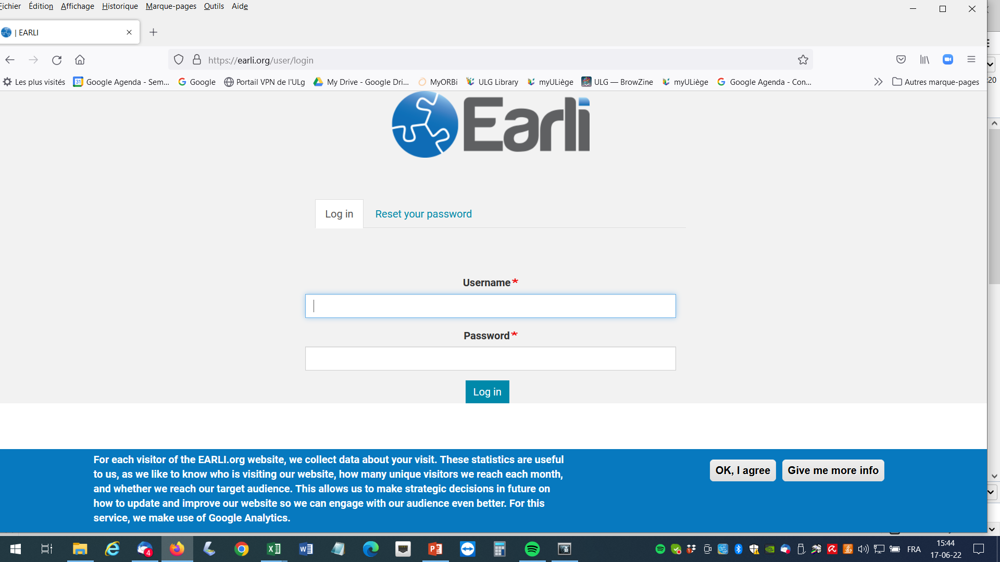 Édition Affichage Historique Marque-pages Outils Aide
| EARLI
https://earli.org/user/login
Les plus visités 31 Google Agenda - Sem... Google Portail VPN de l'ULg My Drive - Google Dri... MyORBi ULG Library myULiège ULG — BrowZine myULiège Google Agenda - Con... Autres marque-pages
:20
Earli
Log in Reset your password
Username*
Password*
Log in
For each visitor of the EARLI.org website, we collect data about your visit. These statistics are useful
to us, as we like to know who is visiting our website, how many unique visitors we reach each month,
and whether we reach our target audience. This allows us to make strategic decisions in future on
how to update and improve our website so we can engage with our audience even better. For this
service, we make use of Google Analytics.
OK, I agree Give me more info
4 FRA
15:44
17-06-22